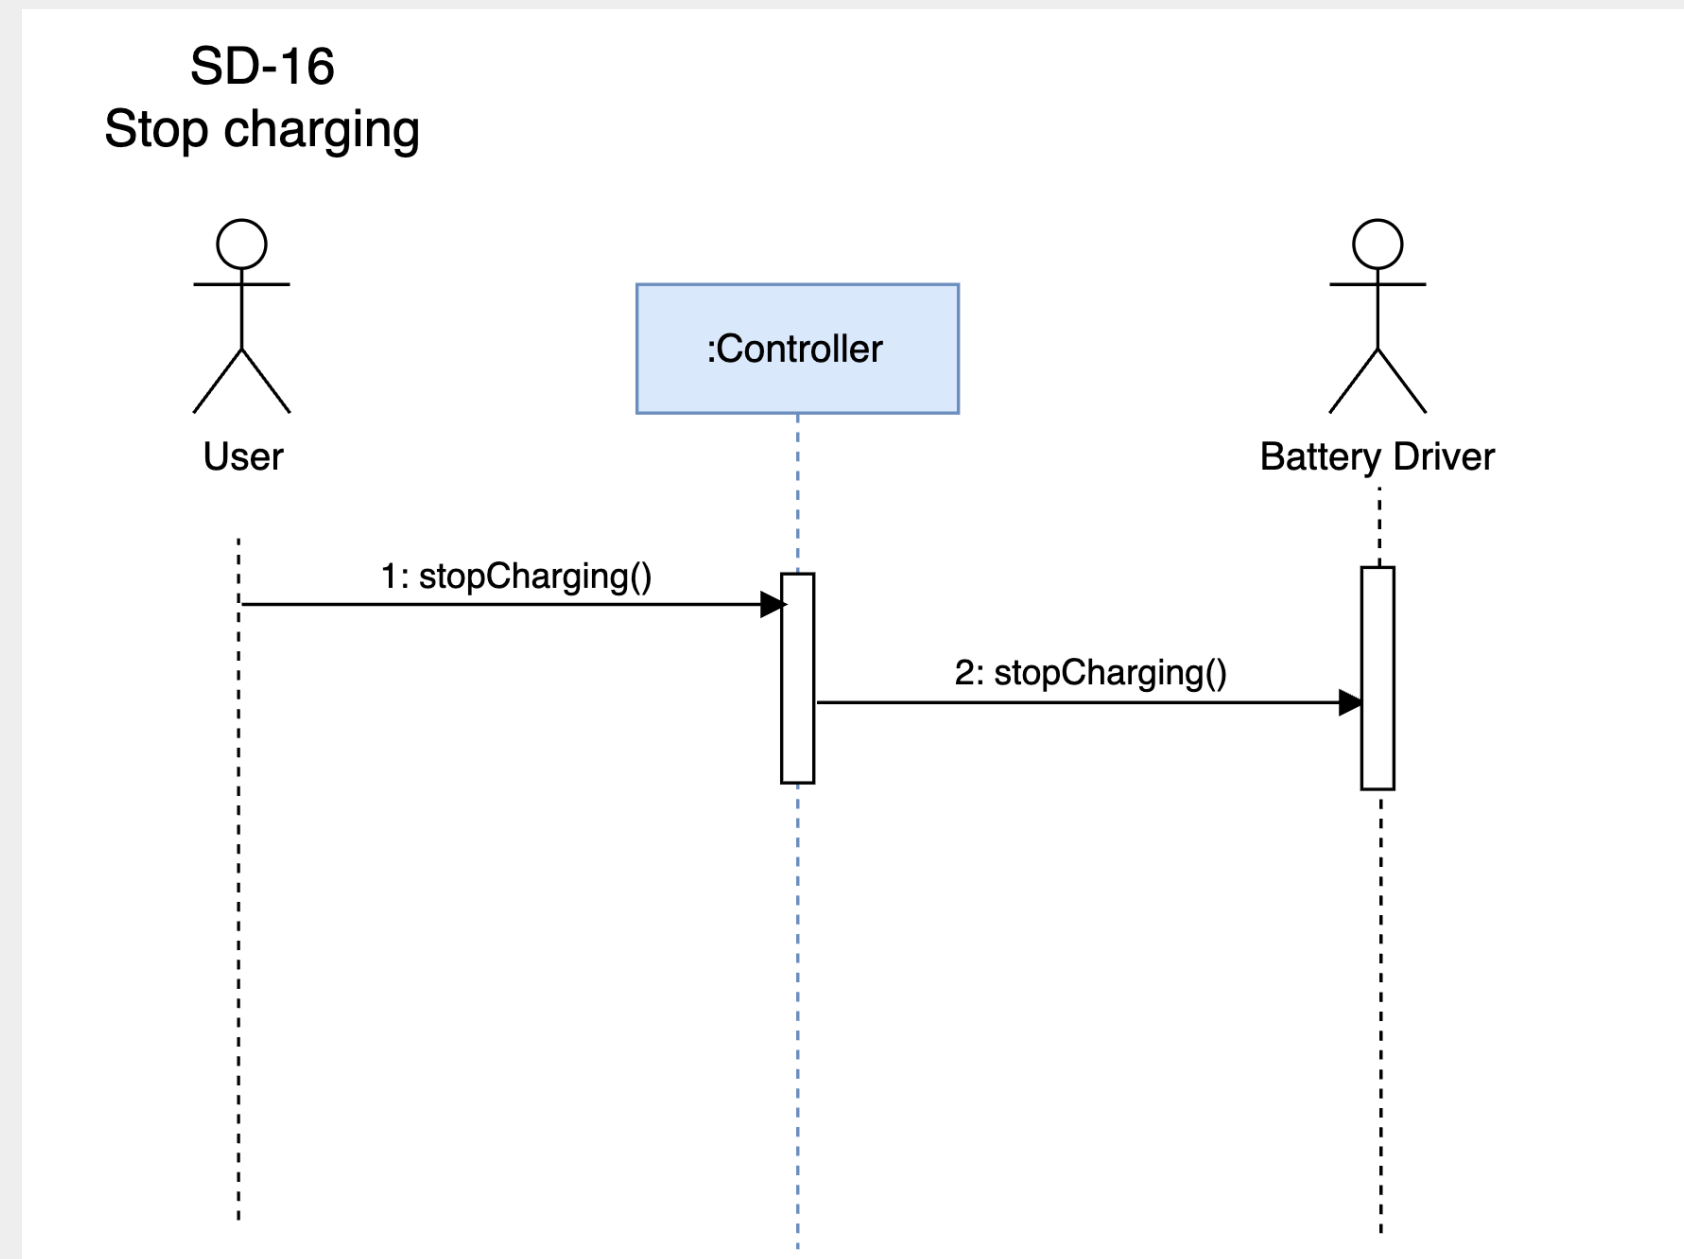 SD-16
Stop charging
:Controller
User
Battery Driver
1: stopCharging()
2: stopCharging()